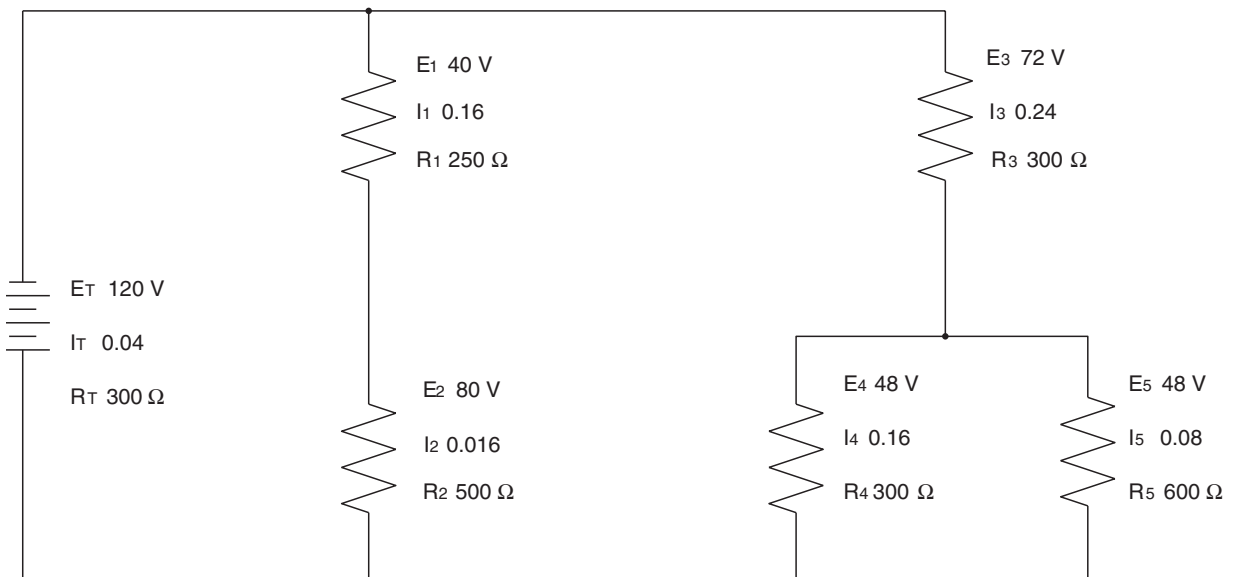 E1 40 V
I1 0.16
R1 250 Ω
E3 72 V
I3 0.24
R3 300 Ω
ET 120 V
IT 0.04
RT 300 Ω
E2 80 V
I2 0.016
R2 500 Ω
E4 48 V
I4 0.16
R4 300 Ω
E5 48 V
I5 0.08
R5 600 Ω